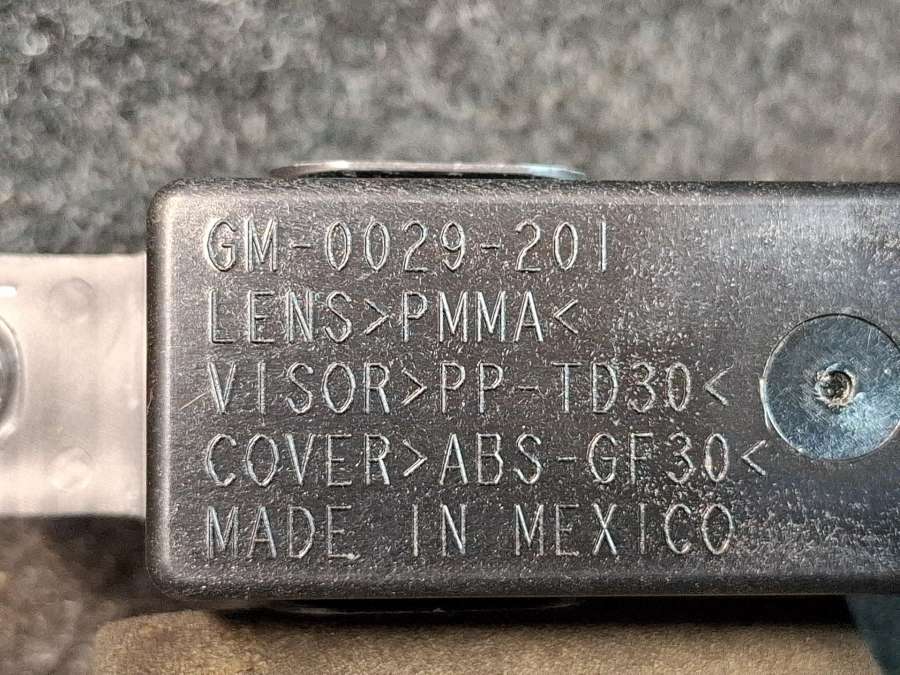 GM-0029-201
LENS>PMMA<
VISOR>PP-TD30<
COVER>ABS-GF30<
MADE IN MEXICO